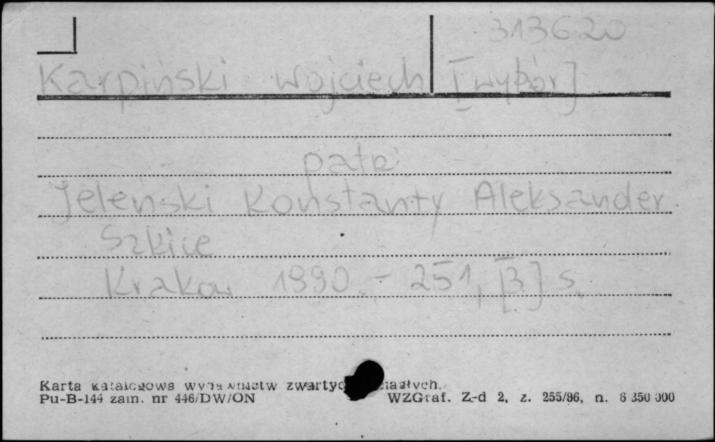 313620
Karpiński Wojciech [wybór]
patrz
Jeleński Konstanty Aleksander
Szkice
Kraków 1990. - 251, [3] s.
Karta katalogowa wydawnictw zwartych i ciągłych.
Pu-B-144 zam. nr 446/DW/ON WZGraf. Z-d 2, z. 255/86, n. 6 350 000